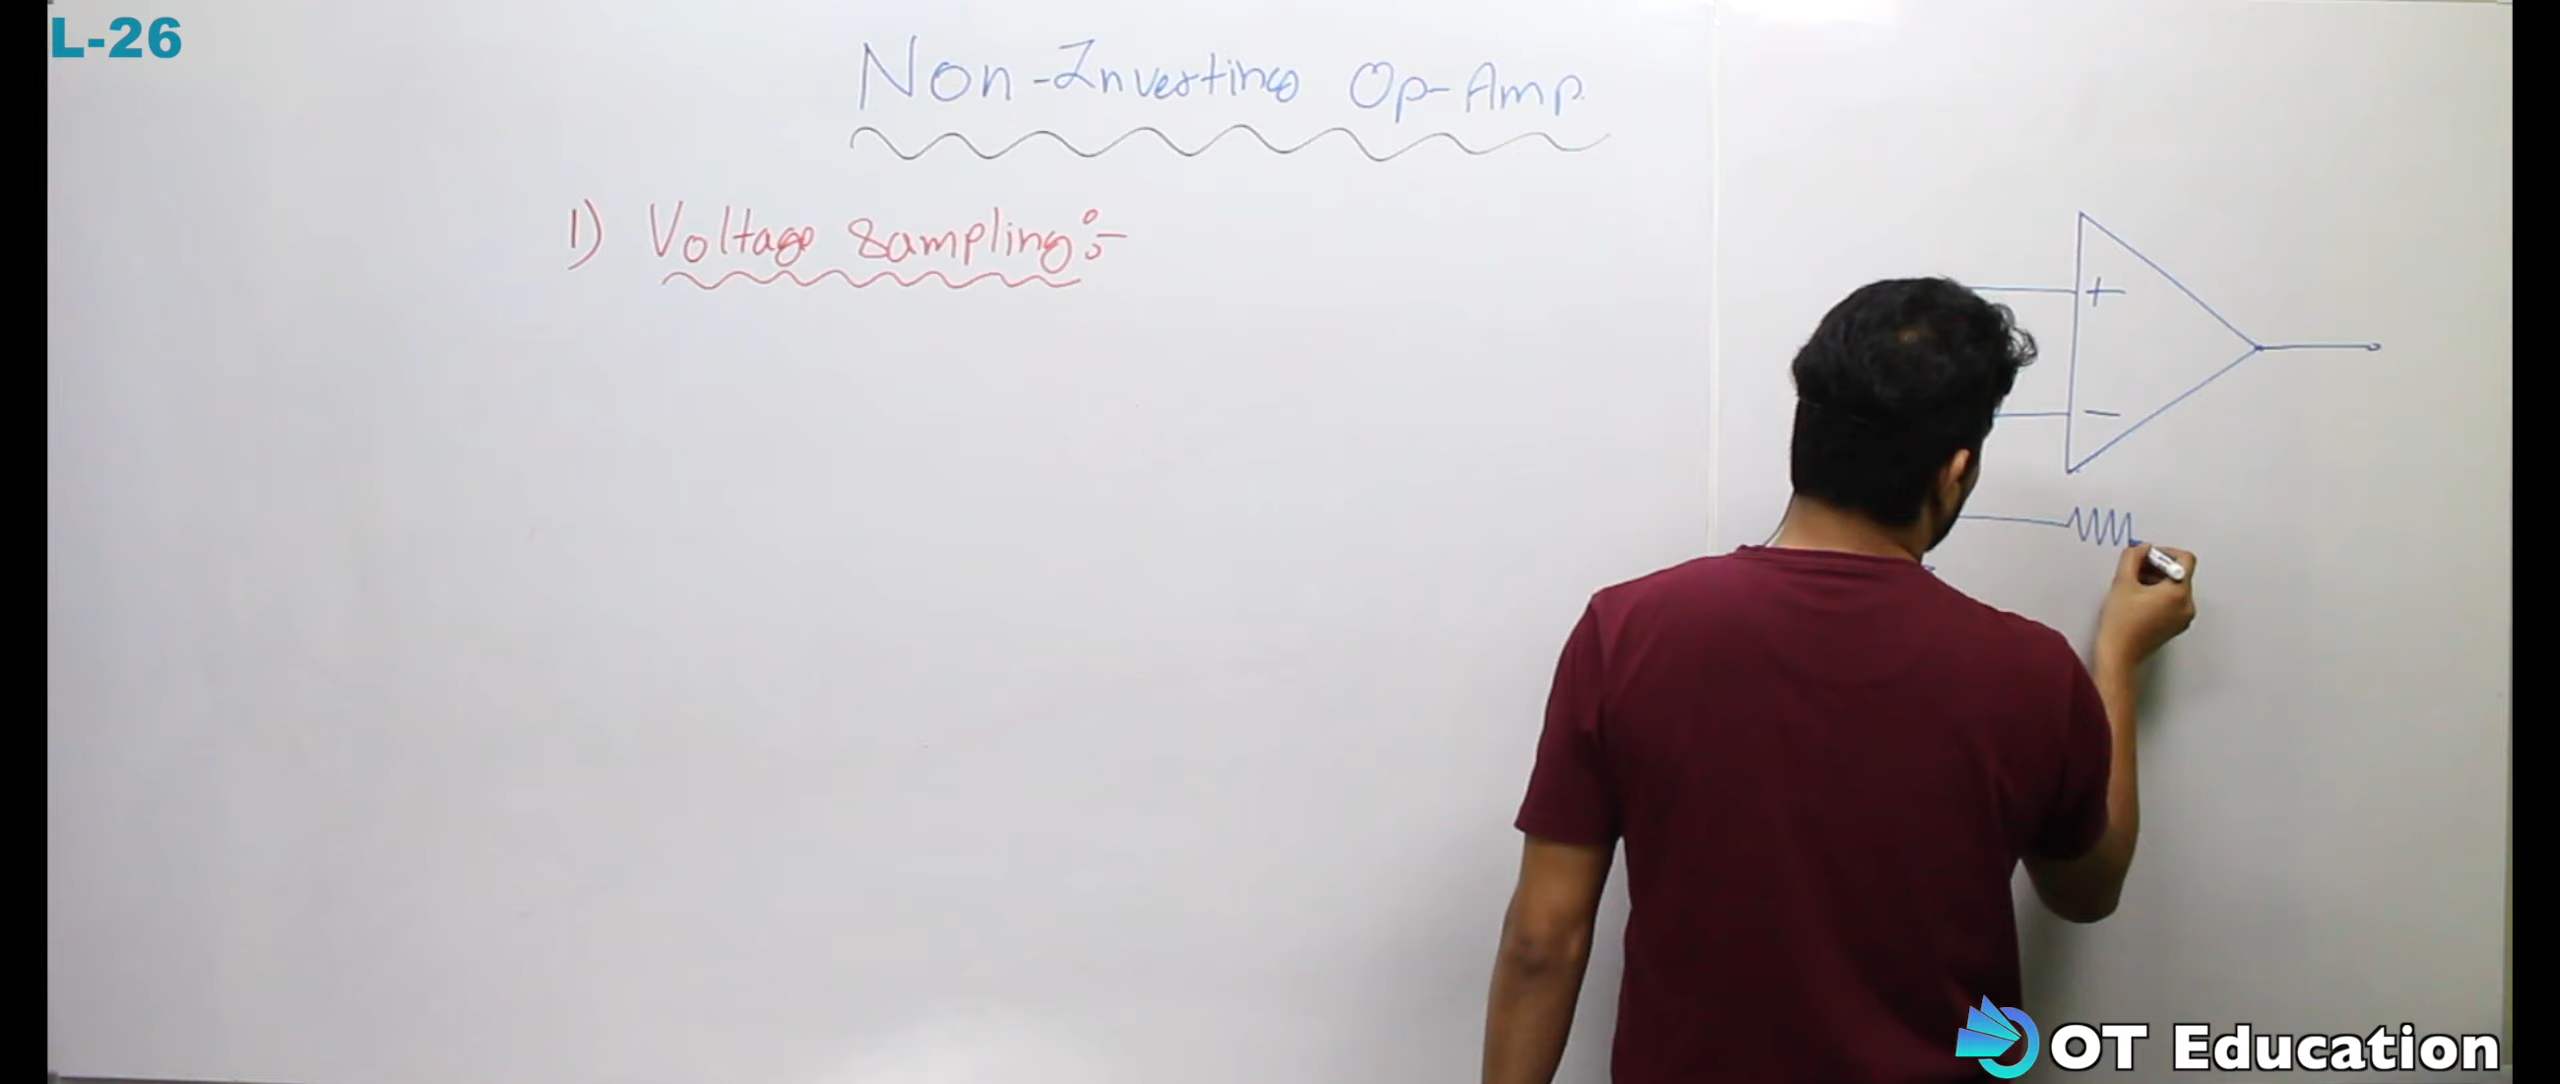 L-26
Non-Inverting Op-Amp
1) Voltage Sampling:-
+
-
OT Education